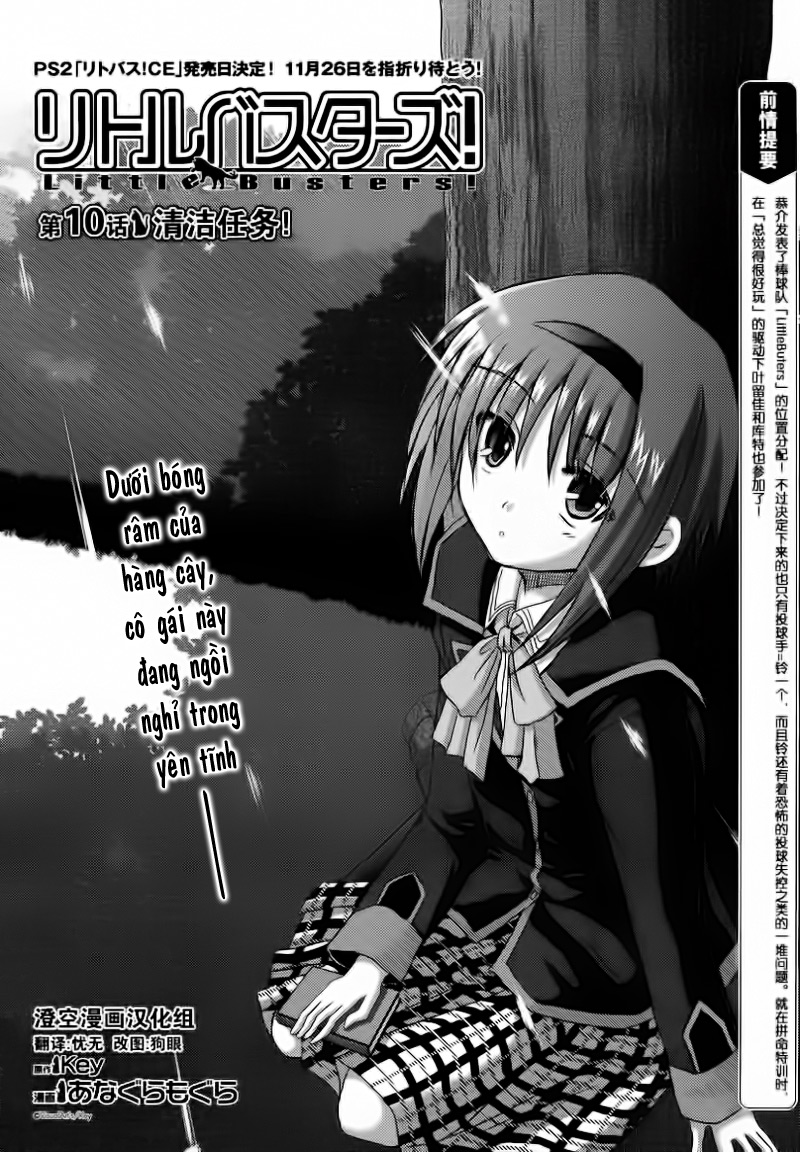 PS2「リトバス!CE」発売日決定! 11月26日を指折り待とう!
リトルバスターズ!
Little Busters!
第10话 清洁任务!
前情提要
恭介发表了棒球队「LittleButers」的位置分配— 不过决定下来的也只有投球手=铃一个, 而且铃还有着恐怖的投球失控之类的一堆问题。就在拼命特训时,
在「总觉得很好玩」的驱动下叶留佳和库特也参加了—
Dưới bóng
râm của
hàng cây,
cô gái này
đang ngồi
nghỉ trong
yên tĩnh
澄空漫画汉化组
翻译:忧无 改图:狗眼
原作 Key
漫画 あなぐらもぐら